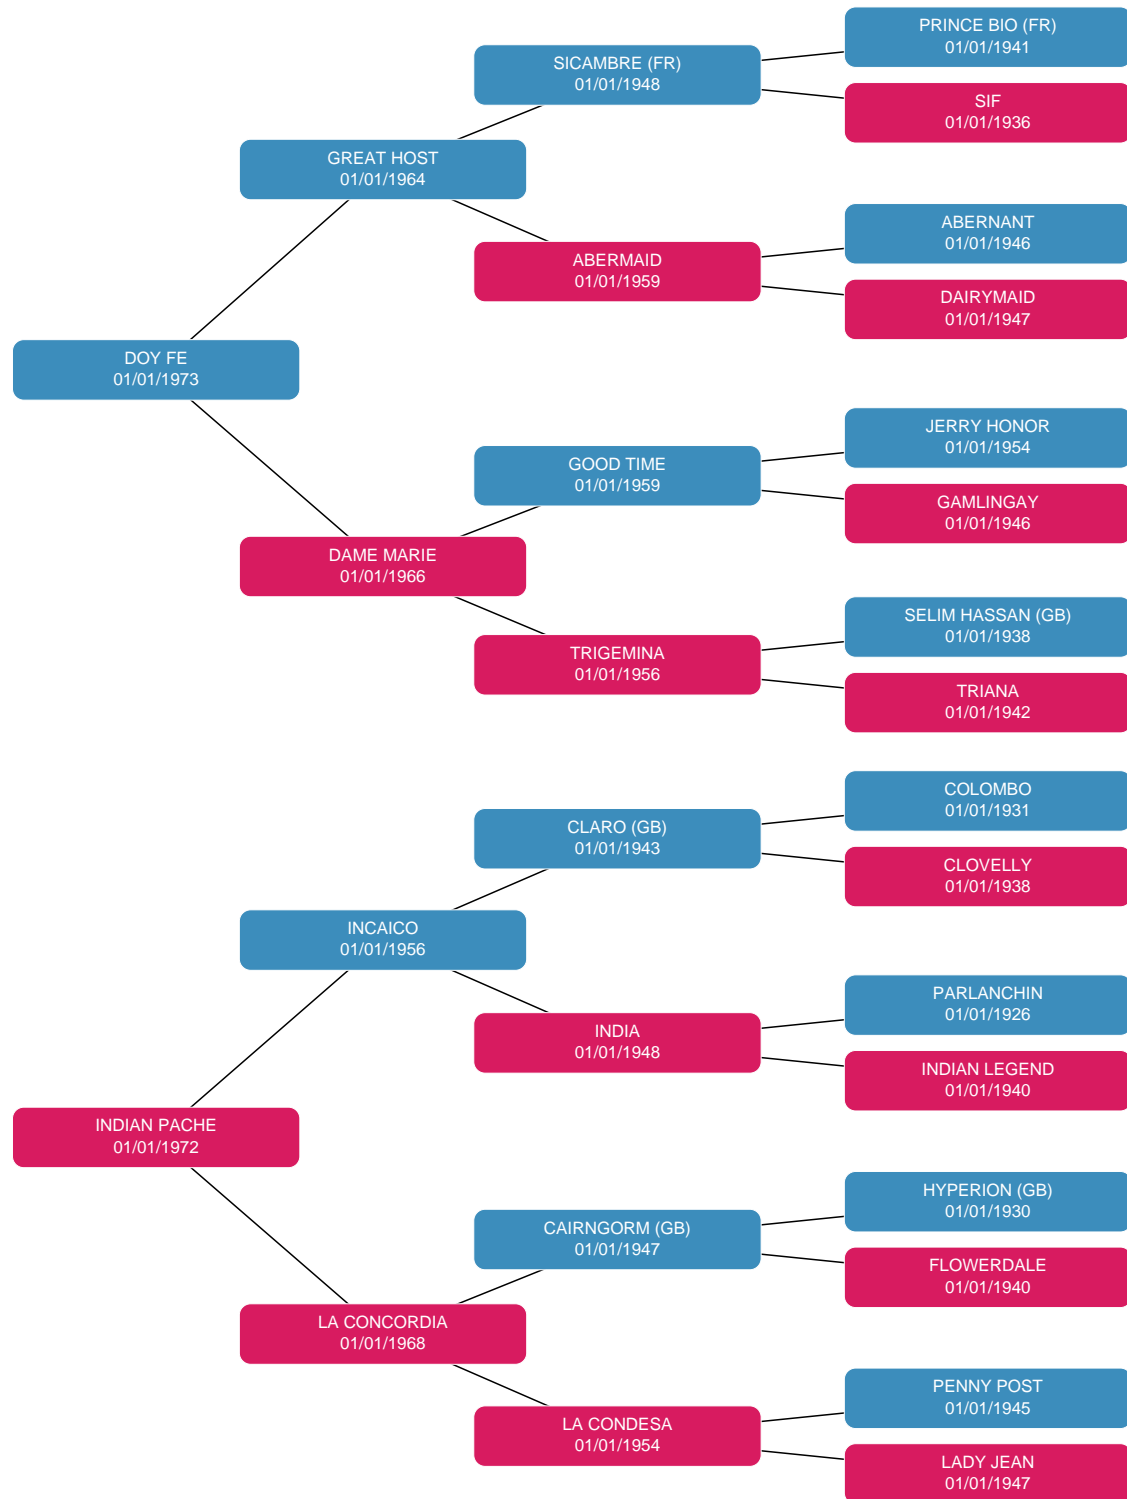 PRINCE BIO (FR)
01/01/1941
SICAMBRE (FR)
01/01/1948
SIF
01/01/1936
GREAT HOST
01/01/1964
ABERNANT
01/01/1946
ABERMAID
01/01/1959
DAIRYMAID
01/01/1947
DOY FE
01/01/1973
JERRY HONOR
01/01/1954
GOOD TIME
01/01/1959
GAMLINGAY
01/01/1946
DAME MARIE
01/01/1966
SELIM HASSAN (GB)
01/01/1938
TRIGEMINA
01/01/1956
TRIANA
01/01/1942
COLOMBO
01/01/1931
CLARO (GB)
01/01/1943
CLOVELLY
01/01/1938
INCAICO
01/01/1956
PARLANCHIN
01/01/1926
INDIA
01/01/1948
INDIAN LEGEND
01/01/1940
INDIAN PACHE
01/01/1972
HYPERION (GB)
01/01/1930
CAIRNGORM (GB)
01/01/1947
FLOWERDALE
01/01/1940
LA CONCORDIA
01/01/1968
PENNY POST
01/01/1945
LA CONDESA
01/01/1954
LADY JEAN
01/01/1947